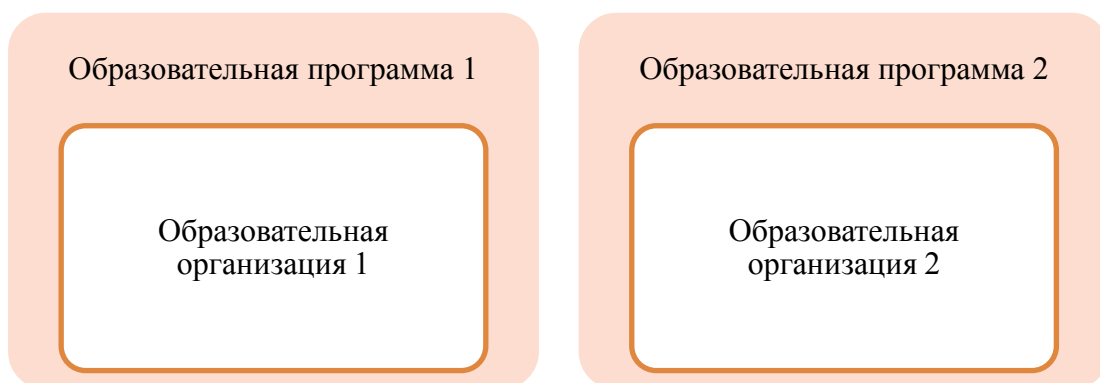 Образовательная программа 1
Образовательная
организация 1
Образовательная программа 2
Образовательная
организация 2